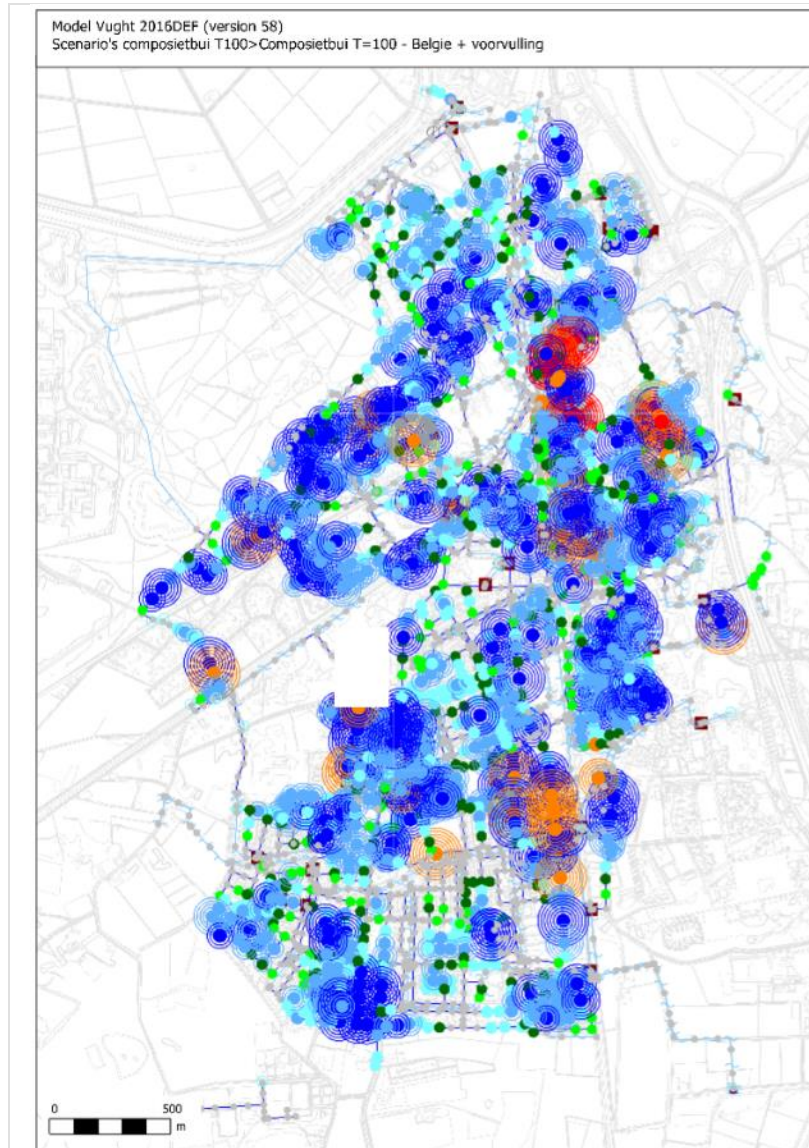 Model Vught 2016DEF (version 58)
Scenario's composietbui T100>Composietbui T=100 - Belgie + voorvulling
0 500
m